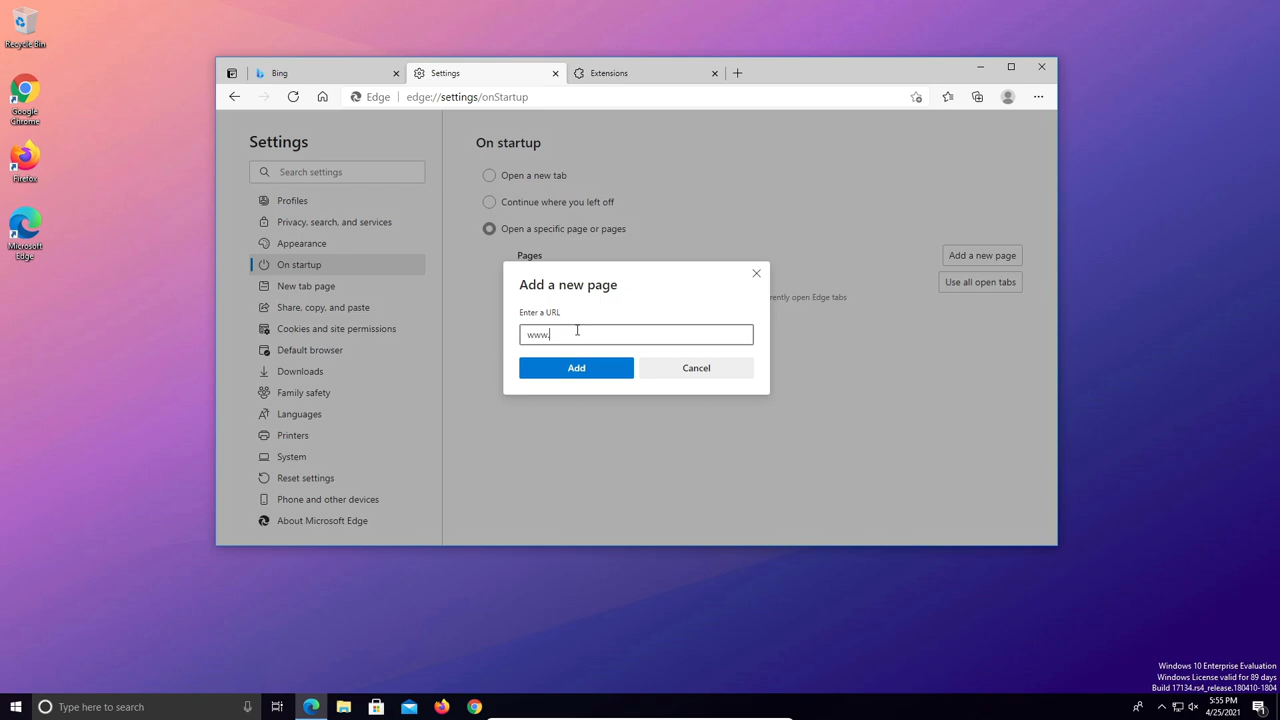 Recycle Bin
Google
Chrome
Firefox
Microsoft
Edge
Bing
Settings
Extensions
Edge
edge://settings/onStartup
Settings
Search settings
Profiles
Privacy, search, and services
Appearance
On startup
New tab page
Share, copy, and paste
Cookies and site permissions
Default browser
Downloads
Family safety
Languages
Printers
System
Reset settings
Phone and other devices
About Microsoft Edge
On startup
Open a new tab
Continue where you left off
Open a specific page or pages
Pages
Add a new page
Use all open tabs
rrently open Edge tabs
Add a new page
Enter a URL
www.
Add
Cancel
Windows 10 Enterprise Evaluation
Windows License valid for 89 days
Build 17134.rs4_release.180410-1804
Type here to search
5:55 PM
4/25/2021
1